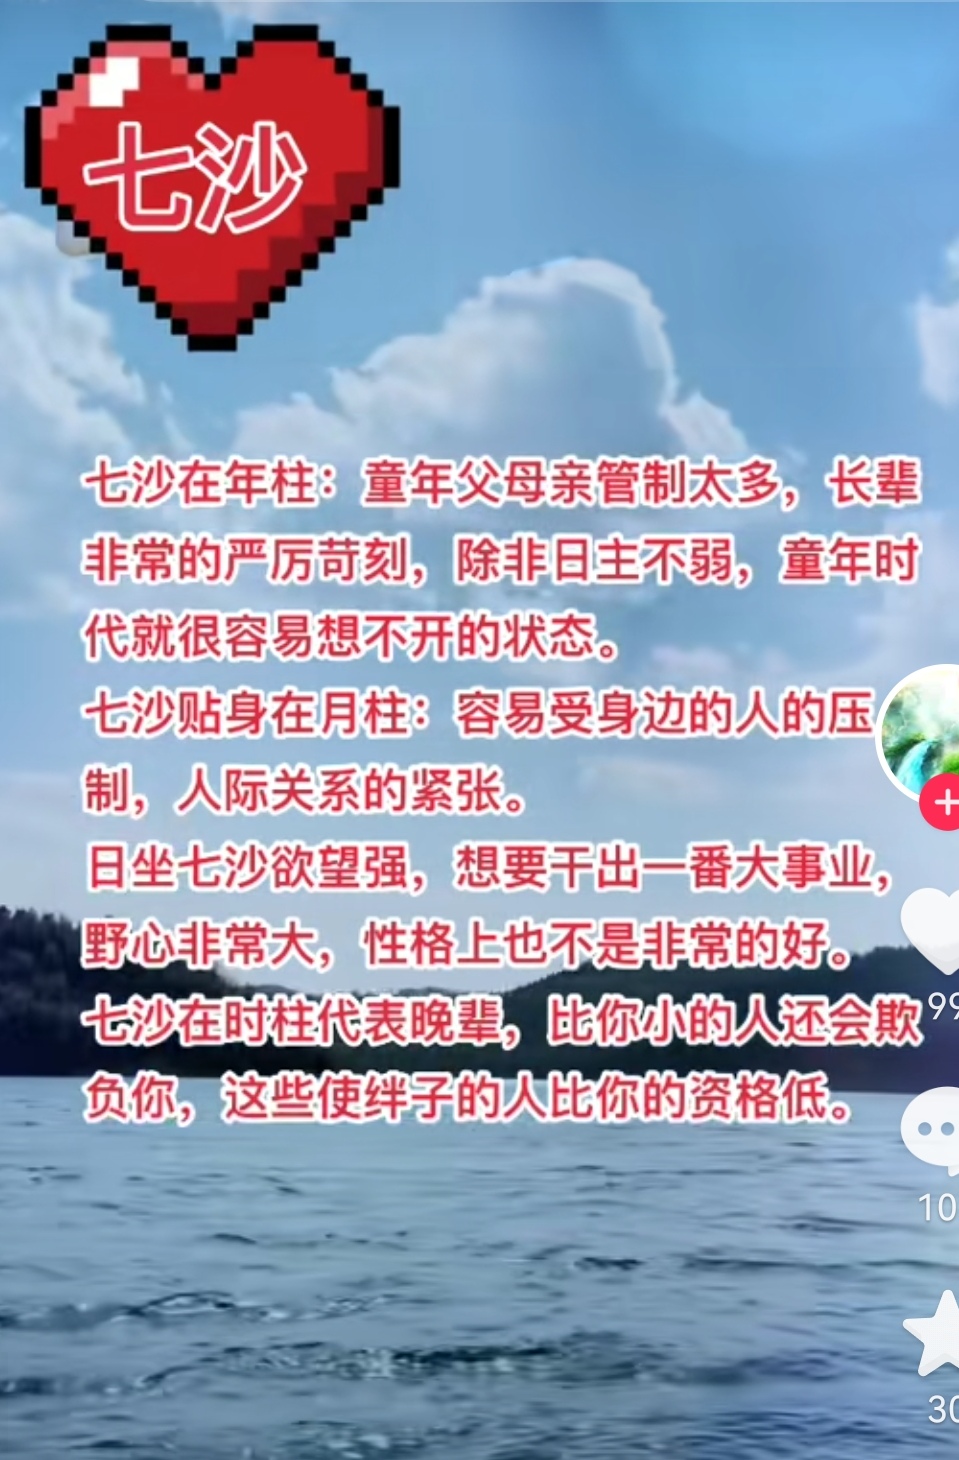 七沙
七沙在年柱：童年父母亲管制太多，长辈
非常的严厉苛刻，除非日主不弱，童年时
代就很容易想不开的状态。
七沙贴身在月柱：容易受身边的人的压
制，人际关系的紧张。
日坐七沙欲望强，想要干出一番大事业，
野心非常大，性格上也不是非常的好。
七沙在时柱代表晚辈，比你小的人还会欺
负你，这些使绊子的人比你的资格低。